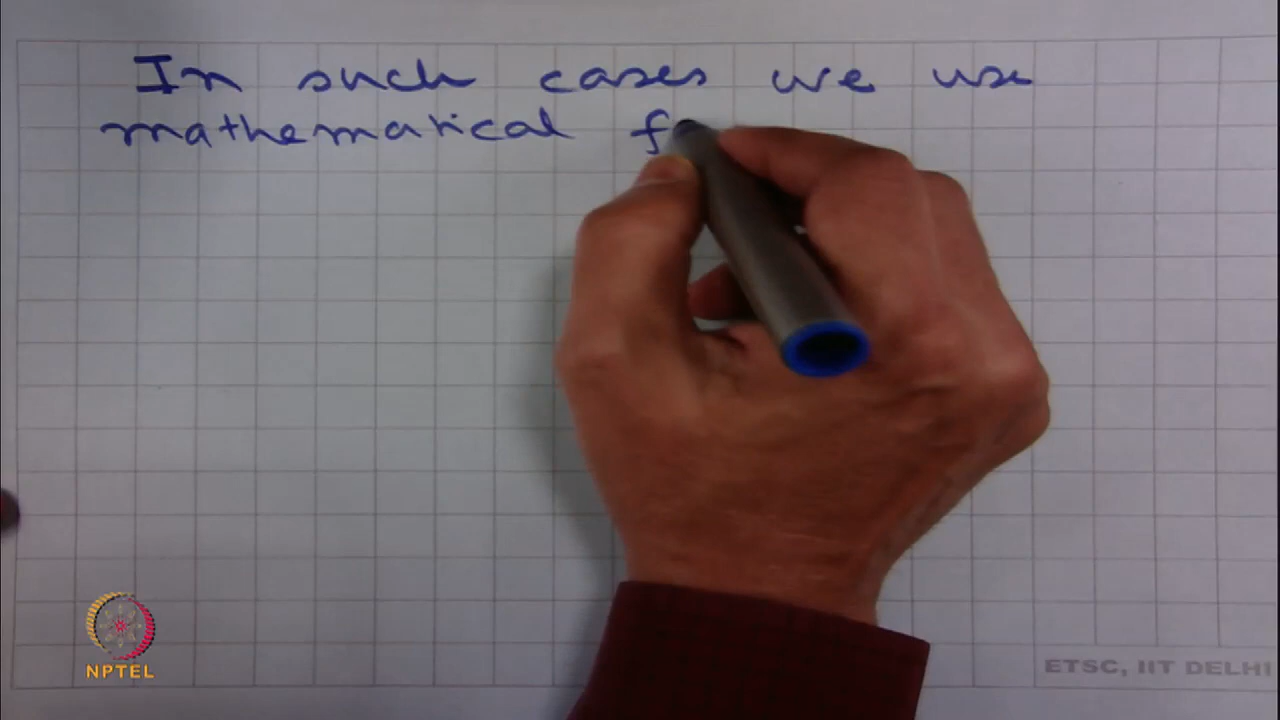 In such cases we use
mathematical f
NPTEL
ETSC, IIT DELHI